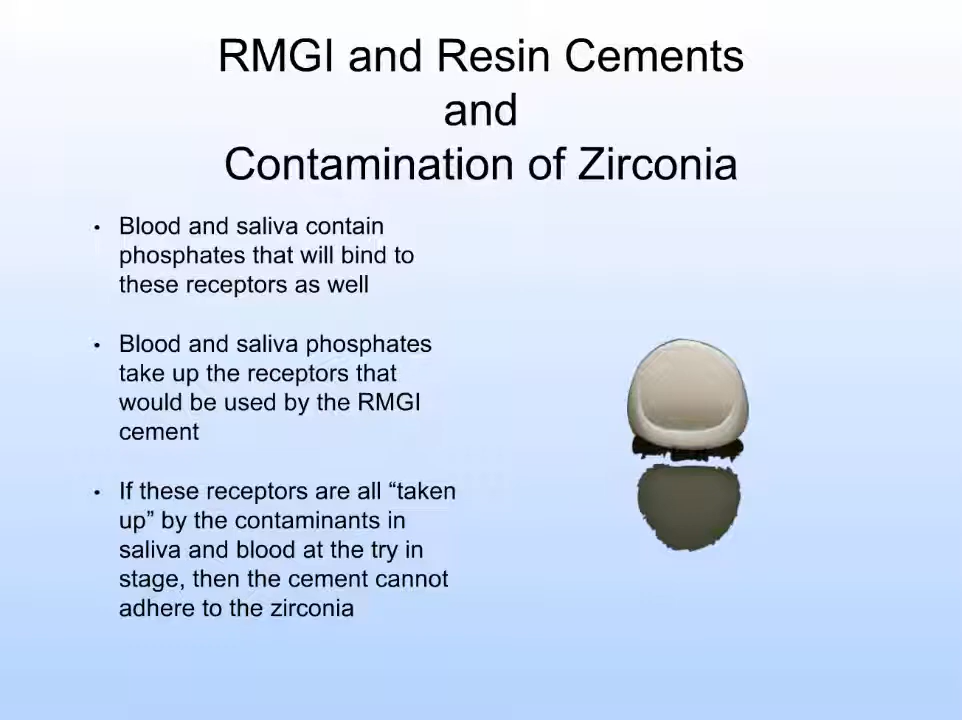 RMGI and Resin Cements
and
Contamination of Zirconia
• Blood and saliva contain
phosphates that will bind to
these receptors as well
• Blood and saliva phosphates
take up the receptors that
would be used by the RMGI
cement
• If these receptors are all “taken
up” by the contaminants in
saliva and blood at the try in
stage, then the cement cannot
adhere to the zirconia